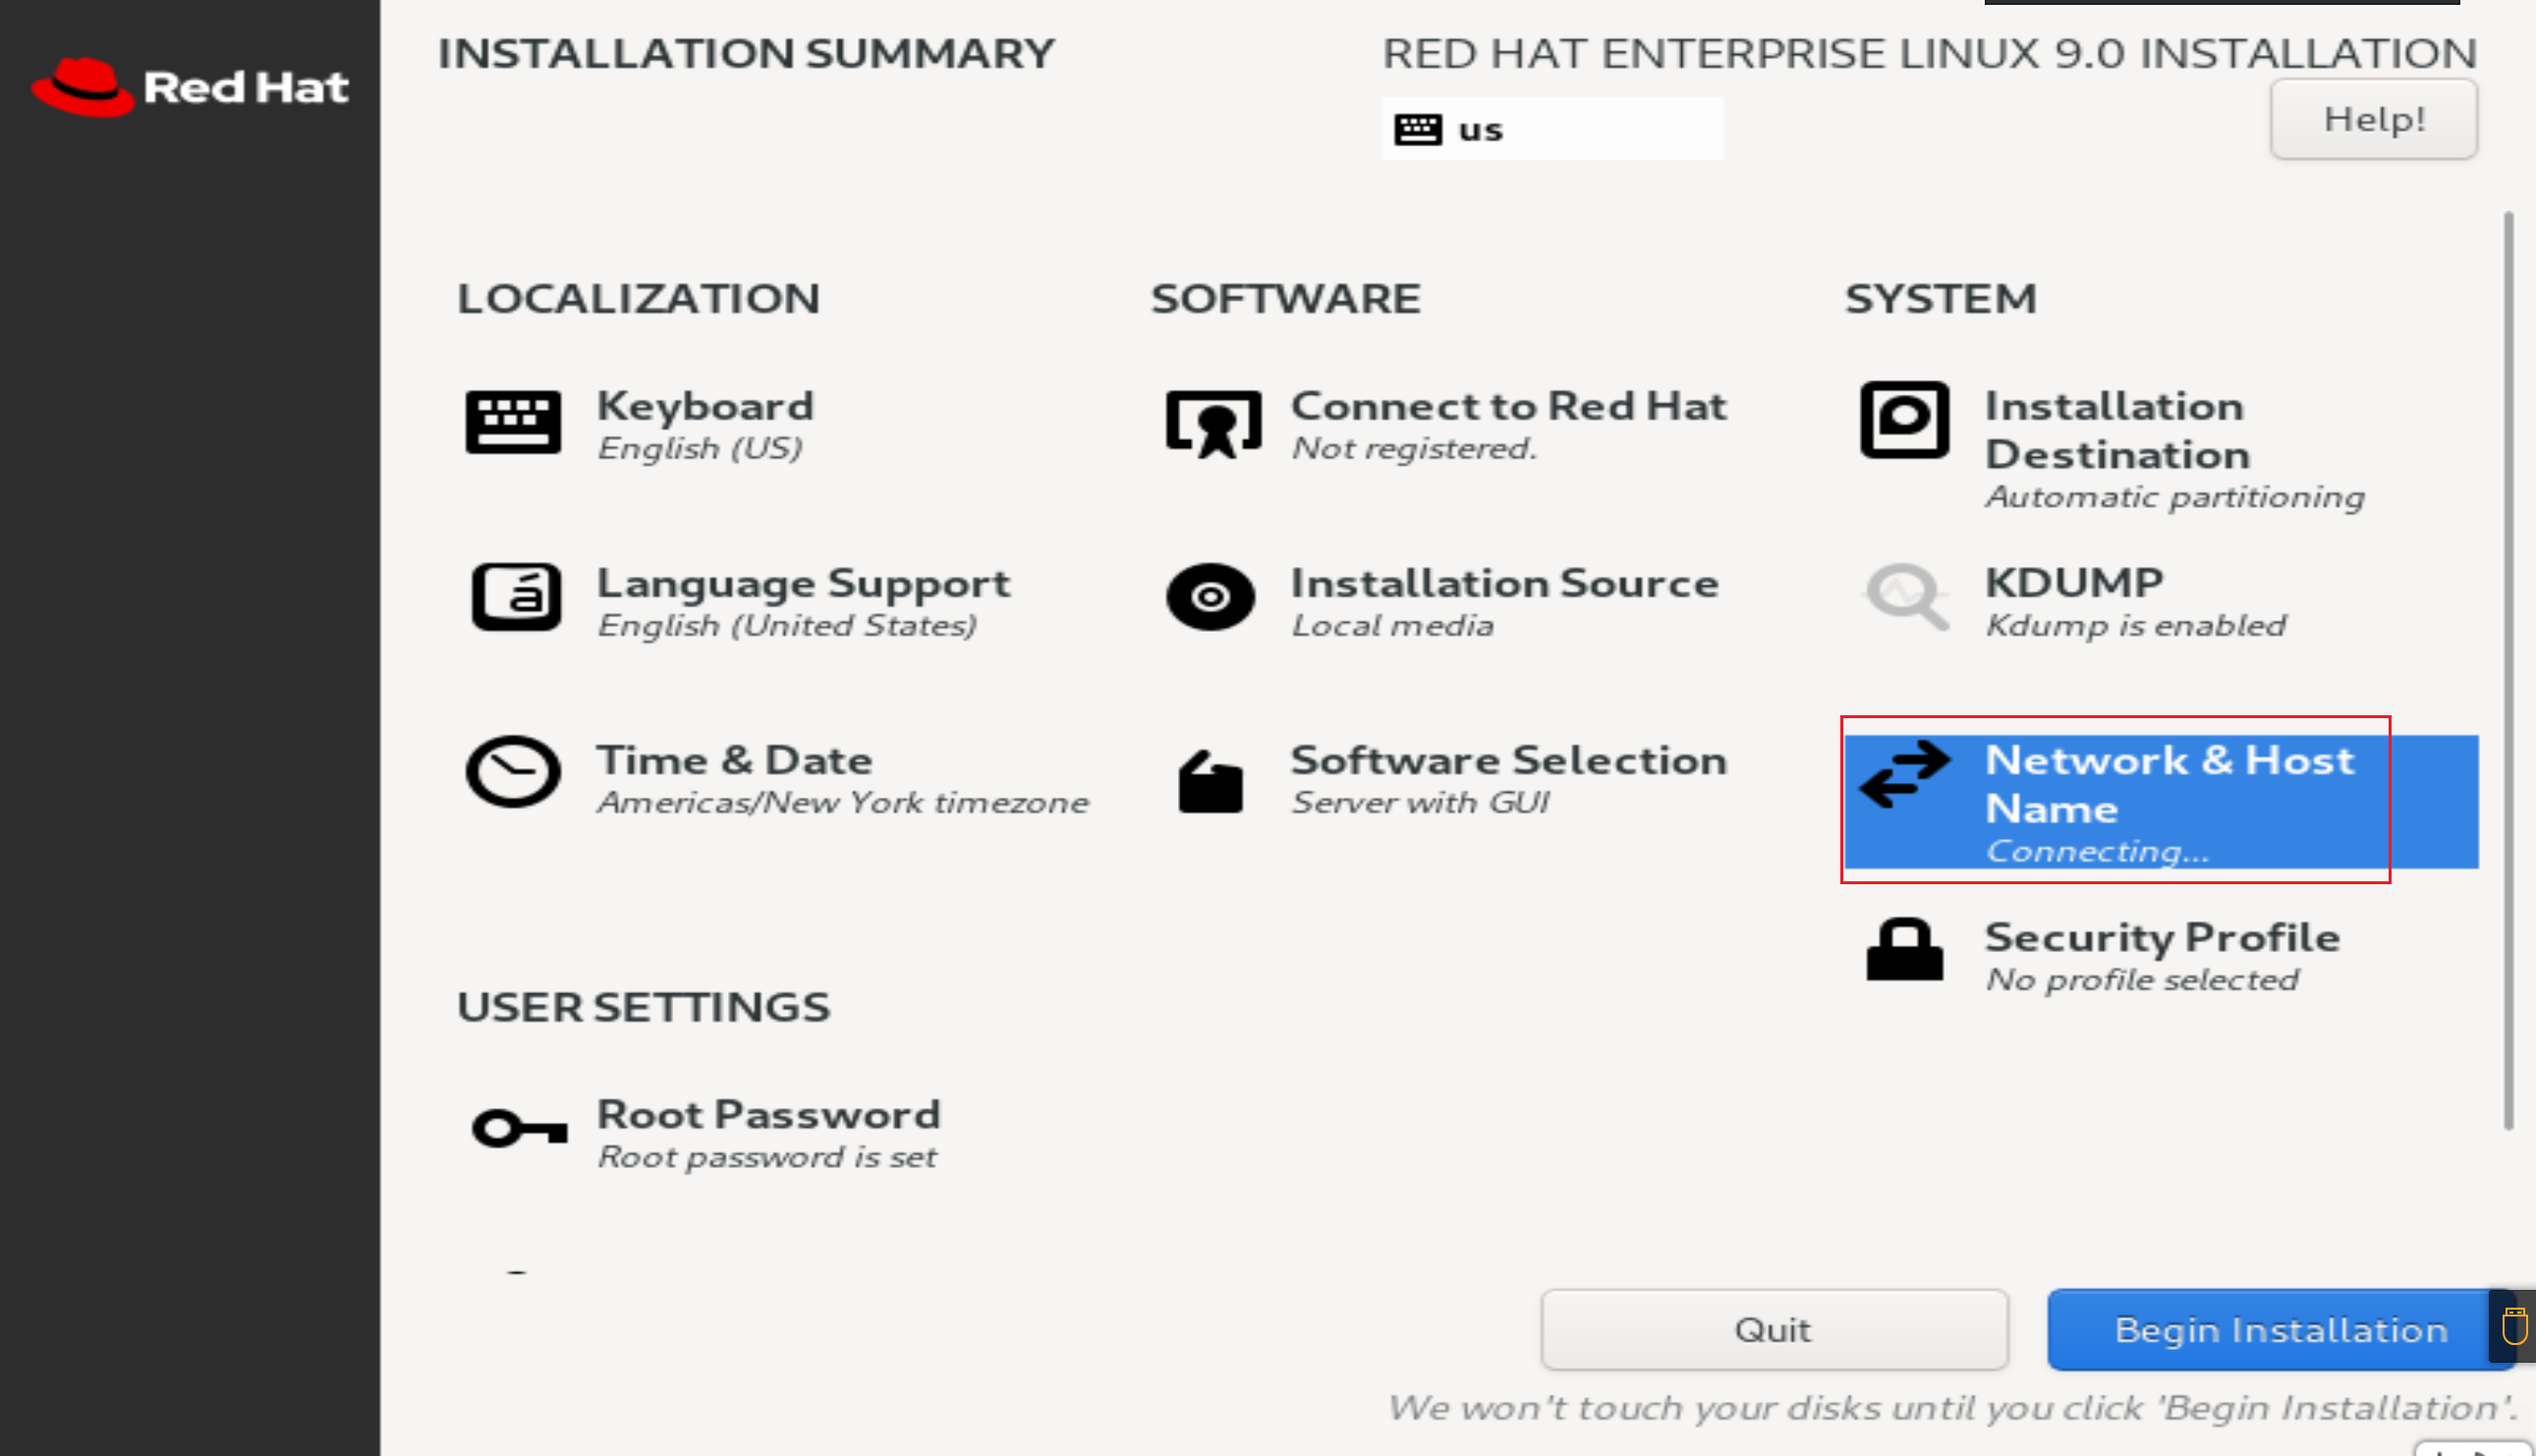 Red Hat
INSTALLATION SUMMARY
RED HAT ENTERPRISE LINUX 9.0 INSTALLATION
us
Help!
LOCALIZATION
Keyboard
English (US)
Language Support
English (United States)
Time & Date
Americas/New York timezone
SOFTWARE
Connect to Red Hat
Not registered.
Installation Source
Local media
Software Selection
Server with GUI
SYSTEM
Installation
Destination
Automatic partitioning
KDUMP
Kdump is enabled
Network & Host
Name
Connecting...
Security Profile
No profile selected
USER SETTINGS
Root Password
Root password is set
Quit
Begin Installation
We won't touch your disks until you click 'Begin Installation'.